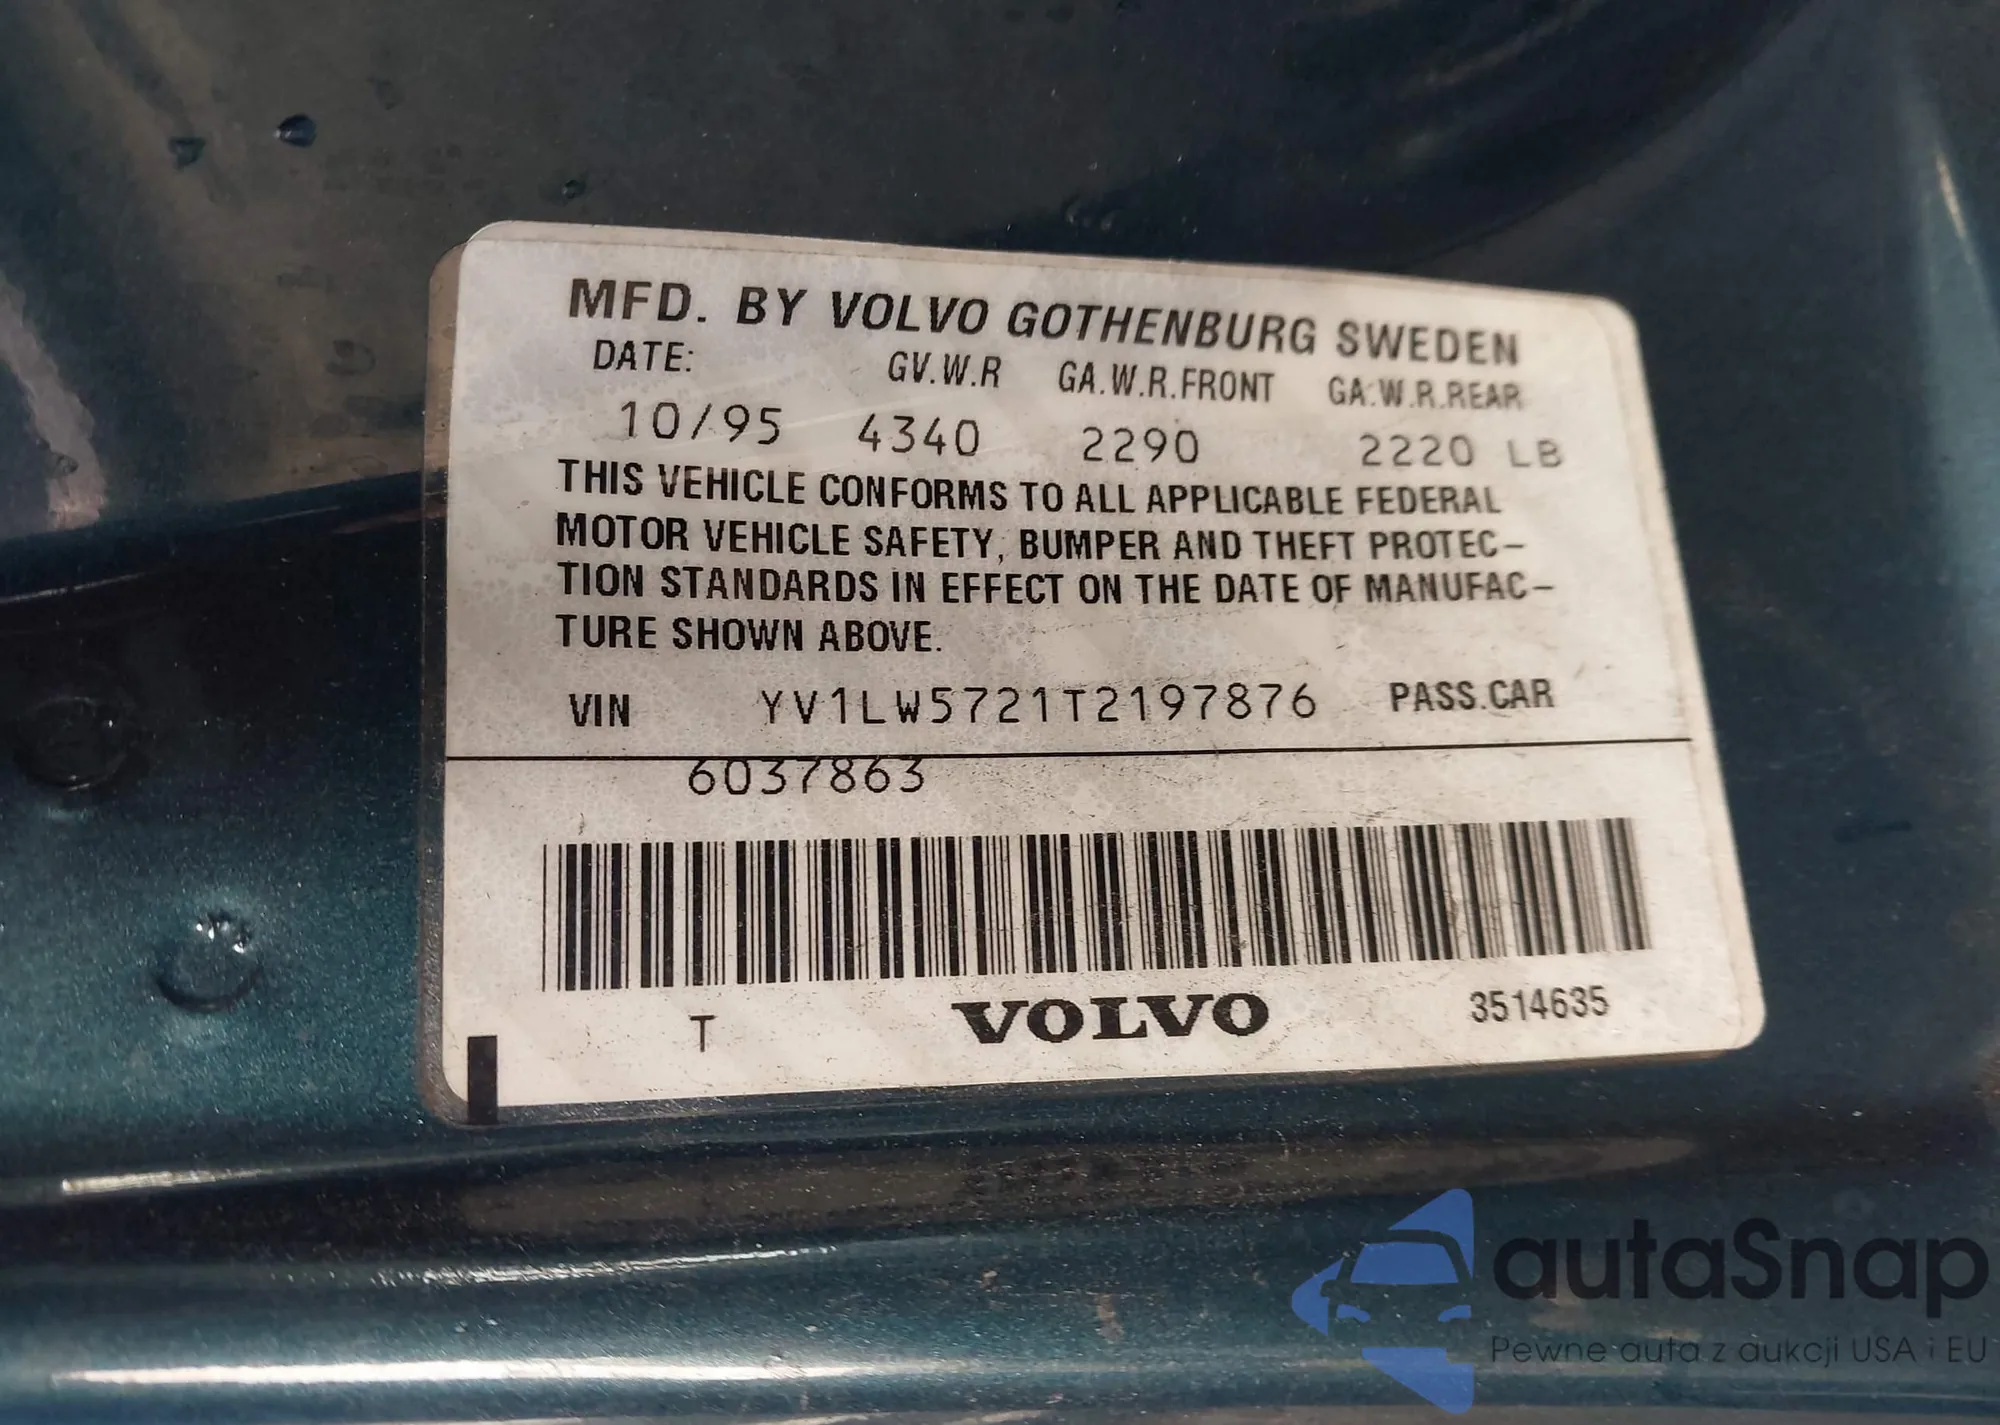 MFD. BY VOLVO GOTHENBURG SWEDEN
DATE: GV.W.R GA.W.R.FRONT GA.W.R.REAR
10/95 4340 2290 2220 LB
THIS VEHICLE CONFORMS TO ALL APPLICABLE FEDERAL
MOTOR VEHICLE SAFETY, BUMPER AND THEFT PROTEC-
TION STANDARDS IN EFFECT ON THE DATE OF MANUFAC-
TURE SHOWN ABOVE.
VIN YV1LW5721T2197876 PASS.CAR
6037863
T VOLVO 3514635
autaSnap
Pewne auta z aukcji USA i EU